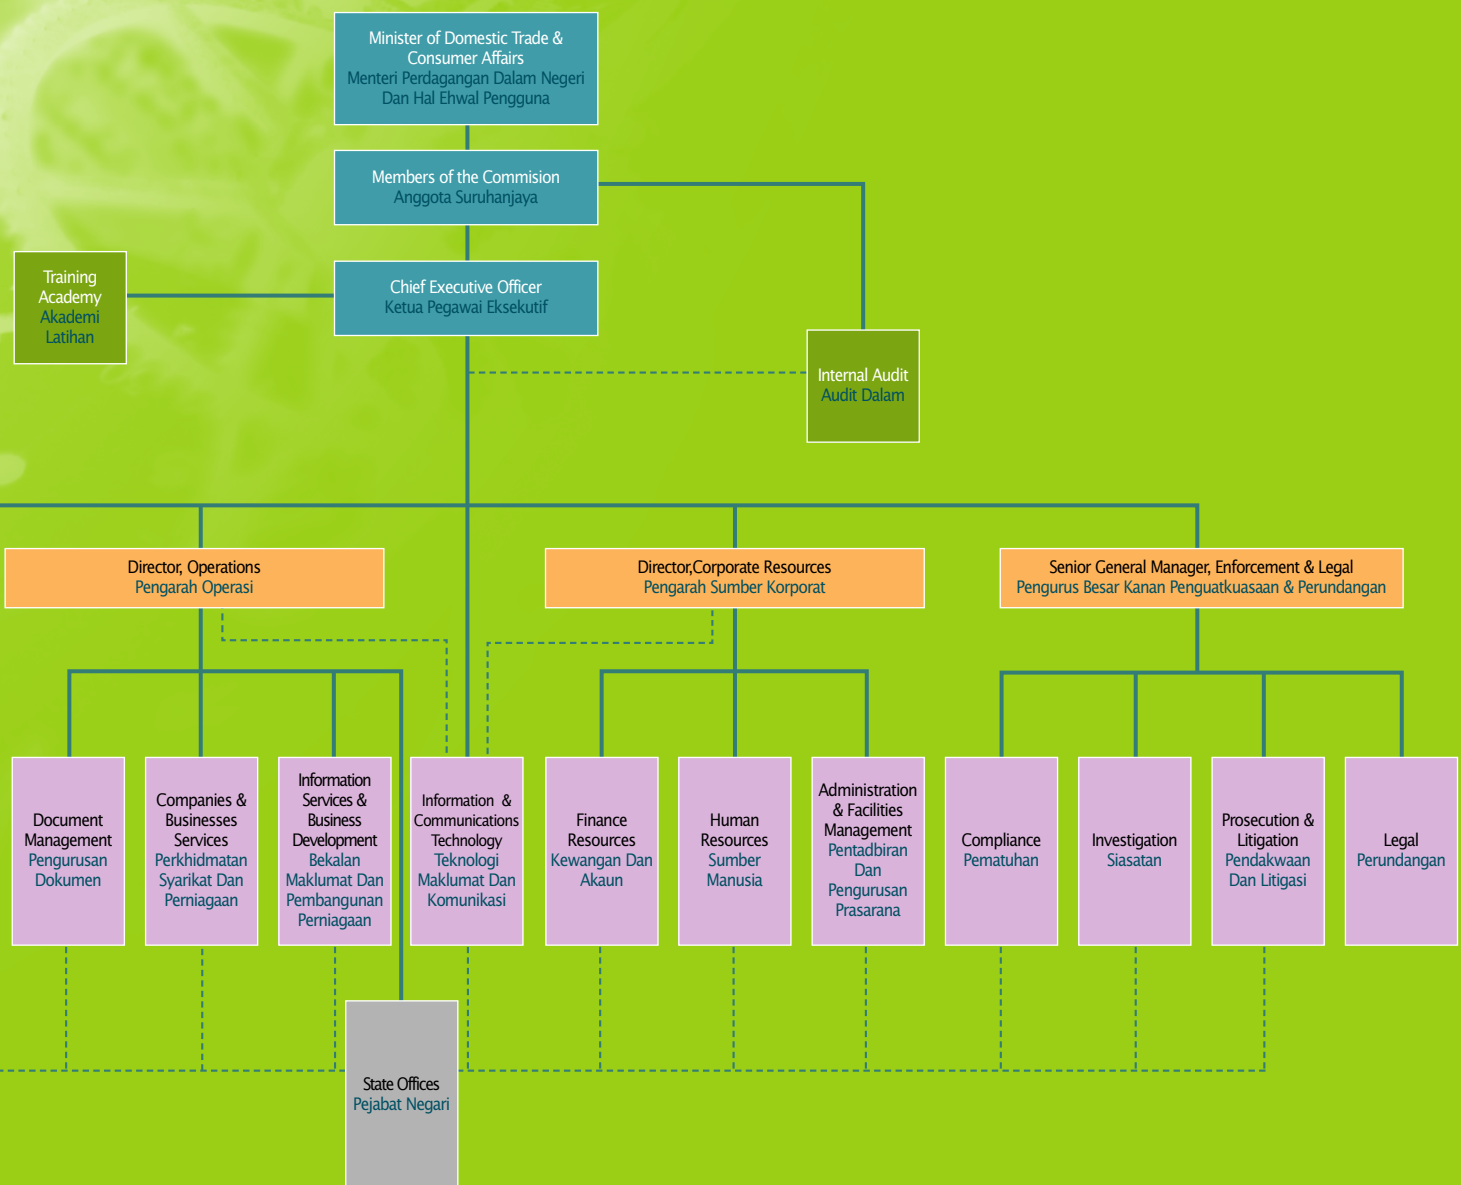 Minister of Domestic Trade &
Consumer Affairs
Menteri Perdagangan Dalam Negeri
Dan Hal Ehwal Pengguna
Members of the Commision
Anggota Suruhanjaya
Training
Academy
Akademi
Latihan
Chief Executive Officer
Ketua Pegawai Eksekutif
Internal Audit
Audit Dalam
Director, Operations
Pengarah Operasi
Director,Corporate Resources
Pengarah Sumber Korporat
Senior General Manager, Enforcement & Legal
Pengurus Besar Kanan Penguatkuasaan & Perundangan
Document
Management
Pengurusan
Dokumen
Companies &
Businesses
Services
Perkhidmatan
Syarikat Dan
Perniagaan
Information
Services &
Business
Development
Bekalan
Maklumat Dan
Pembangunan
Perniagaan
Information &
Communications
Technology
Teknologi
Maklumat Dan
Komunikasi
Finance
Resources
Kewangan Dan
Akaun
Human
Resources
Sumber
Manusia
Administration
& Facilities
Management
Pentadbiran
Dan
Pengurusan
Prasarana
Compliance
Pematuhan
Investigation
Siasatan
Prosecution &
Litigation
Pendakwaan
Dan Litigasi
Legal
Perundangan
State Offices
Pejabat Negari